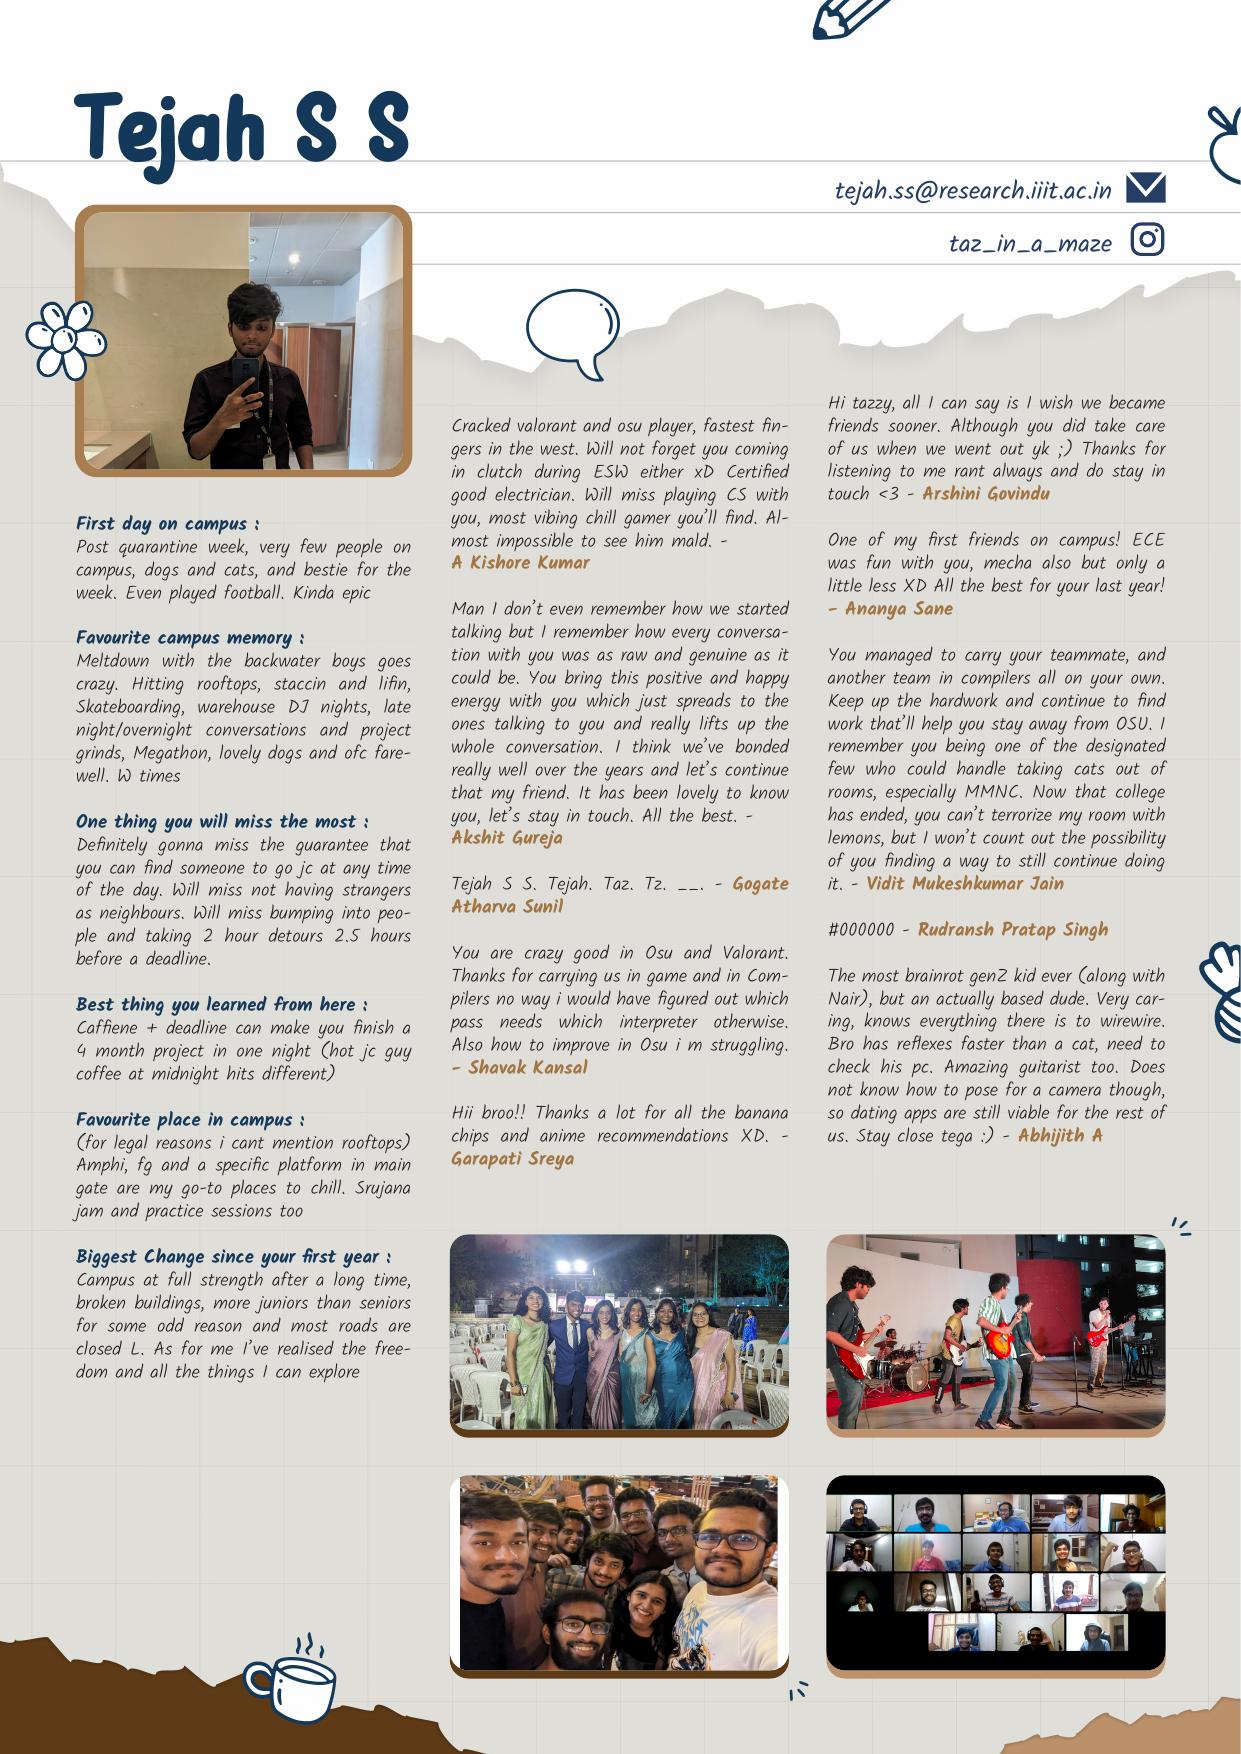 Tejah S S
tejah.ss@research.iiit.ac.in
taz_in_a_maze
First day on campus :
Post quarantine week, very few people on
campus, dogs and cats, and bestie for the
week. Even played football. Kinda epic
Favourite campus memory :
Meltdown with the backwater boys goes
crazy. Hitting rooftops, staccin and lifin,
Skateboarding, warehouse DJ nights, late
night/overnight conversations and project
grinds, Megathon, lovely dogs and ofc fare-
well. W times
One thing you will miss the most :
Definitely gonna miss the guarantee that
you can find someone to go jc at any time
of the day. Will miss not having strangers
as neighbours. Will miss bumping into peo-
ple and taking 2 hour detours 2.5 hours
before a deadline.
Best thing you learned from here :
Caffiene + deadline can make you finish a
4 month project in one night (hot jc guy
coffee at midnight hits different)
Favourite place in campus :
(for legal reasons i cant mention rooftops)
Amphi, fg and a specific platform in main
gate are my go-to places to chill. Srujana
jam and practice sessions too
Biggest Change since your first year :
Campus at full strength after a long time,
broken buildings, more juniors than seniors
for some odd reason and most roads are
closed L. As for me I've realised the free-
dom and all the things I can explore
Cracked valorant and osu player, fastest fin-
gers in the west. Will not forget you coming
in clutch during ESW either xD Certified
good electrician. Will miss playing CS with
you, most vibing chill gamer you'll find. Al-
most impossible to see him mald. -
A Kishore Kumar
Man I don't even remember how we started
talking but I remember how every conversa-
tion with you was as raw and genuine as it
could be. You bring this positive and happy
energy with you which just spreads to the
ones talking to you and really lifts up the
whole conversation. I think we've bonded
really well over the years and let's continue
that my friend. It has been lovely to know
you, let's stay in touch. All the best. -
Akshit Gureja
Tejah S S. Tejah. Taz. Tz. __. - Gogate
Atharva Sunil
You are crazy good in Osu and Valorant.
Thanks for carrying us in game and in Com-
pilers no way i would have figured out which
pass needs which interpreter otherwise.
Also how to improve in Osu i m struggling.
- Shavak Kansal
Hii broo!! Thanks a lot for all the banana
chips and anime recommendations XD. -
Garapati Sreya
Hi tazzy, all I can say is I wish we became
friends sooner. Although you did take care
of us when we went out yk ;) Thanks for
listening to me rant always and do stay in
touch <3 - Arshini Govindu
One of my first friends on campus! ECE
was fun with you, mecha also but only a
little less XD All the best for your last year!
- Ananya Sane
You managed to carry your teammate, and
another team in compilers all on your own.
Keep up the hardwork and continue to find
work that'll help you stay away from OSU. I
remember you being one of the designated
few who could handle taking cats out of
rooms, especially MMNC. Now that college
has ended, you can't terrorize my room with
lemons, but I won't count out the possibility
of you finding a way to still continue doing
it. - Vidit Mukeshkumar Jain
#000000 - Rudransh Pratap Singh
The most brainrot genZ kid ever (along with
Nair), but an actually based dude. Very car-
ing, knows everything there is to wirewire.
Bro has reflexes faster than a cat, need to
check his pc. Amazing guitarist too. Does
not know how to pose for a camera though,
so dating apps are still viable for the rest of
us. Stay close tega :) - Abhijith A